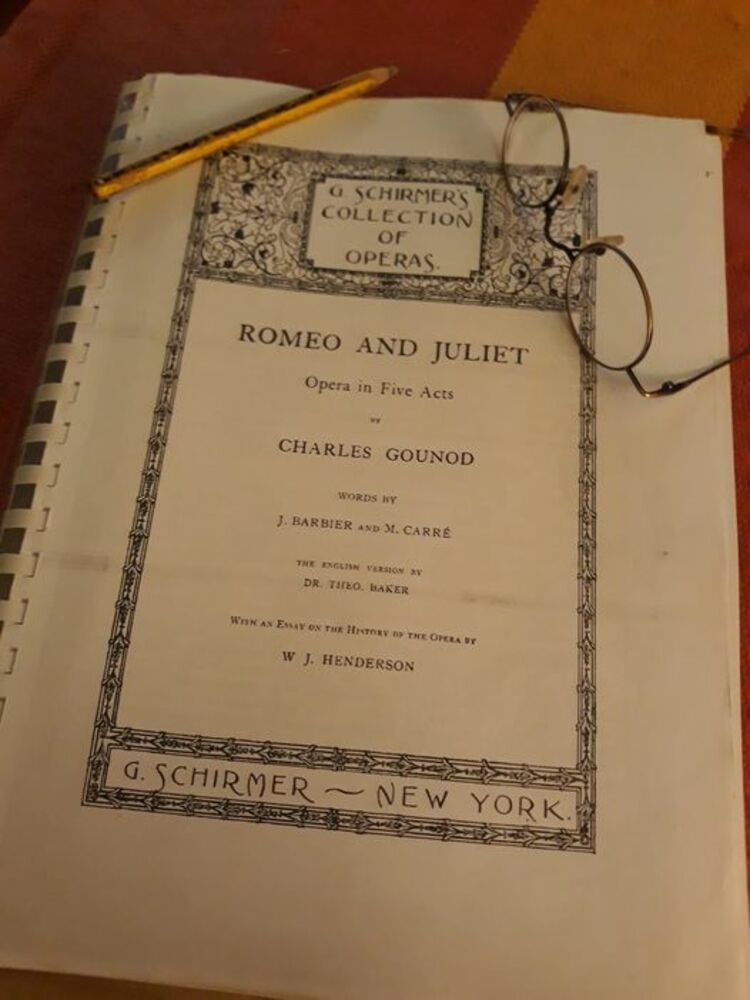 G. SCHIRMER'S
COLLECTION
OF
OPERAS.
ROMEO AND JULIET
Opera in Five Acts
BY
CHARLES GOUNOD
WORDS BY
J. BARBIER AND M. CARRÉ
THE ENGLISH VERSION BY
DR. THEO. BAKER
WITH AN ESSAY ON THE HISTORY OF THE OPERA BY
W J. HENDERSON
G. SCHIRMER ~ NEW YORK.